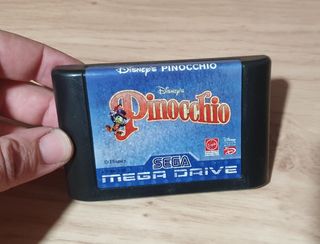 Disney's PINOCCHIO
Disney's
Pinocchio
© Disney
SEGA
MEGA DRIVE